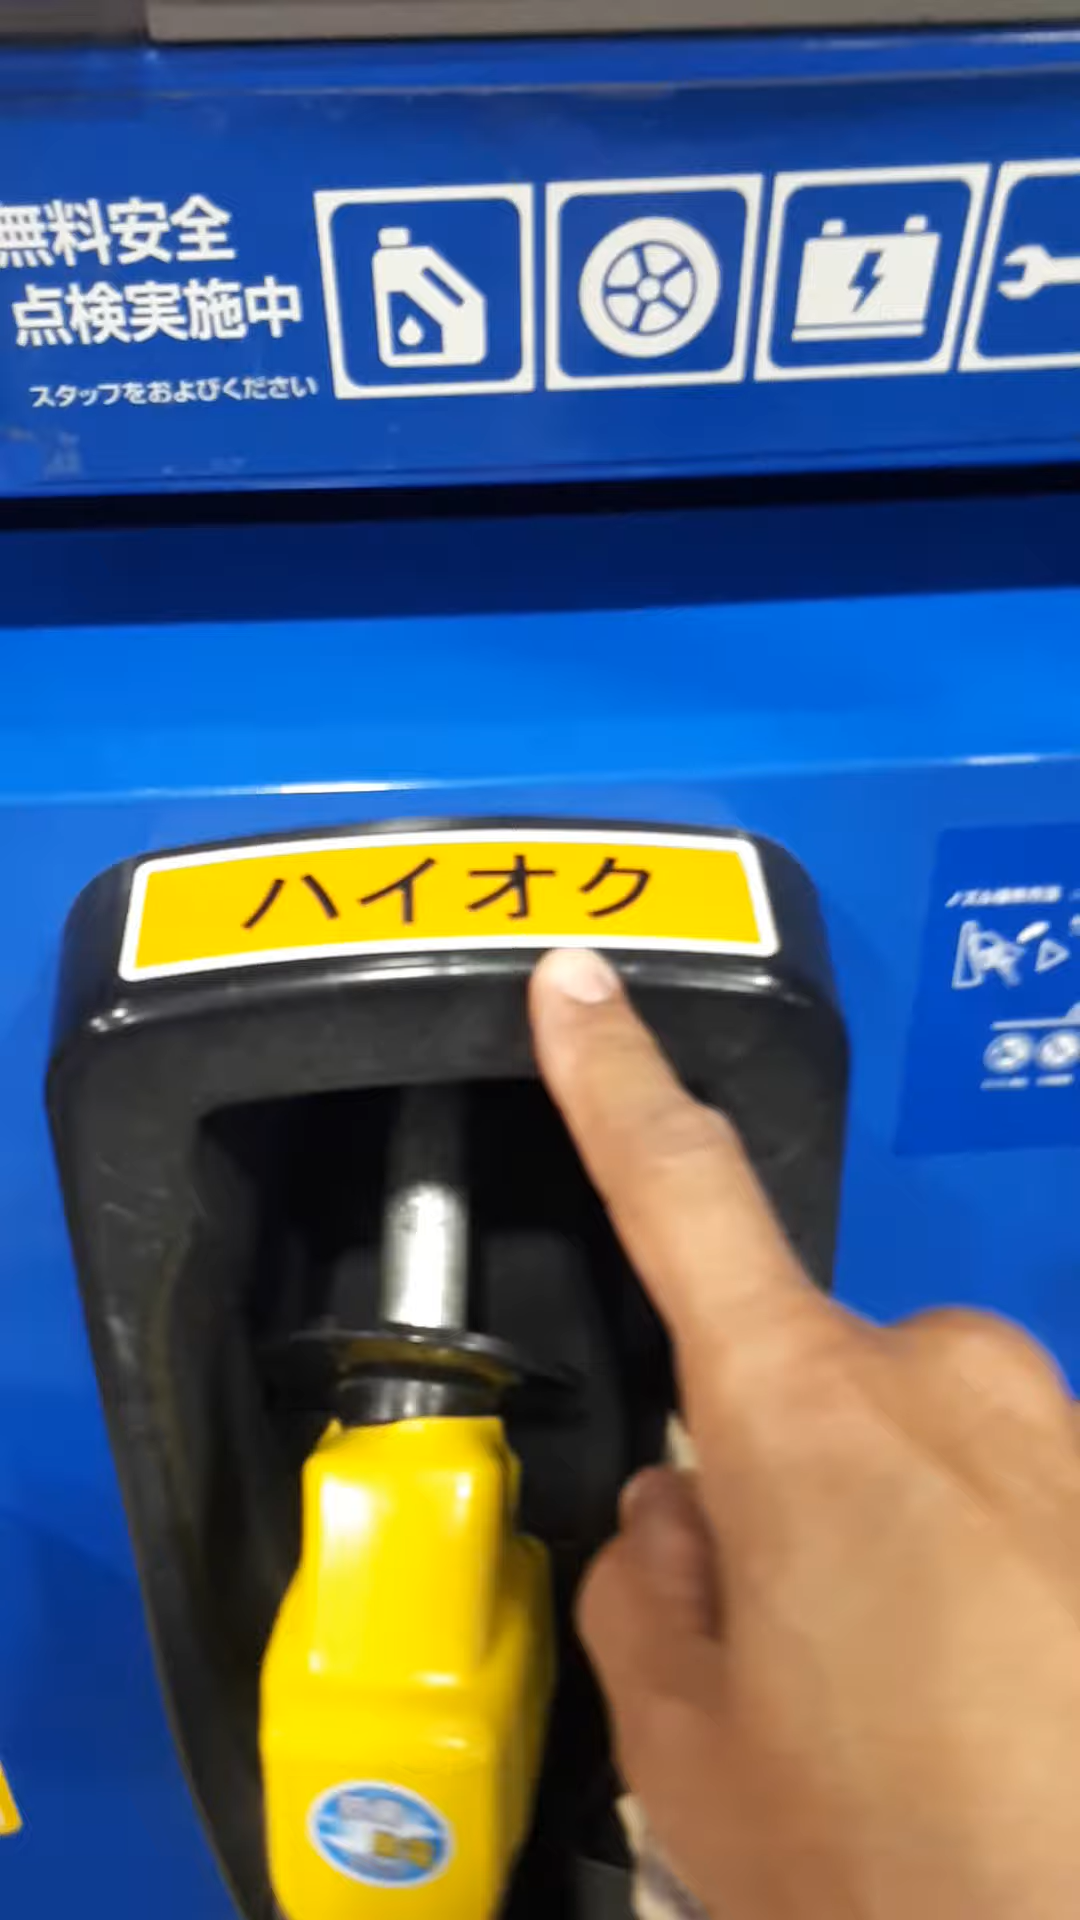 無料安全
点検実施中
スタッフをおよびください
ハイオク